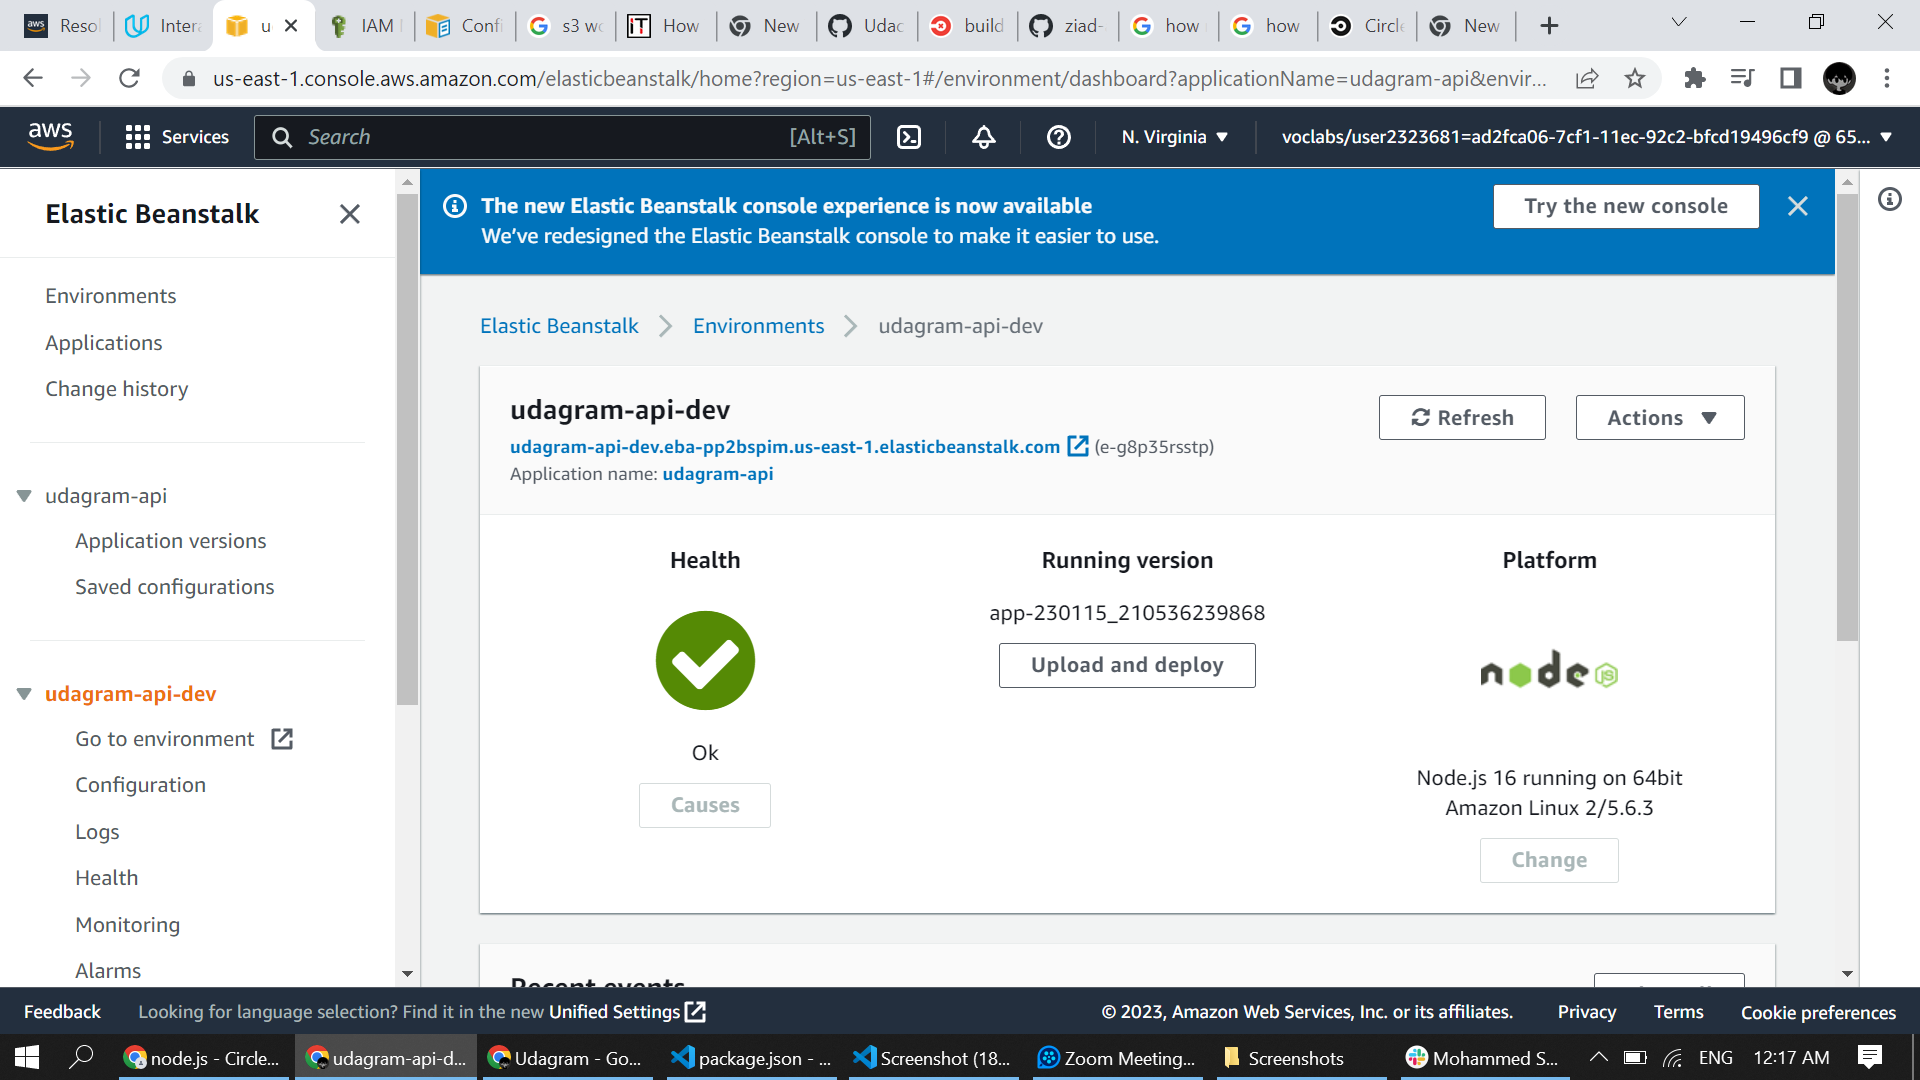 Resol
Intera
u
IAM
Confi
s3 wo
How
New
Udac
build
ziad-
how
how
Circle
New
us-east-1.console.aws.amazon.com/elasticbeanstalk/home?region=us-east-1#/environment/dashboard?applicationName=udagram-api&envir...
aws
Services
Search
[Alt+S]
N. Virginia
voclabs/user2323681=ad2fca06-7cf1-11ec-92c2-bfcd19496cf9 @ 65...
Elastic Beanstalk
Environments
Applications
Change history
udagram-api
Application versions
Saved configurations
udagram-api-dev
Go to environment
Configuration
Logs
Health
Monitoring
Alarms
The new Elastic Beanstalk console experience is now available
We've redesigned the Elastic Beanstalk console to make it easier to use.
Try the new console
Elastic Beanstalk
Environments
udagram-api-dev
udagram-api-dev
udagram-api-dev.eba-pp2bspim.us-east-1.elasticbeanstalk.com (e-g8p35rsstp)
Application name: udagram-api
Refresh
Actions
Health
Ok
Causes
Running version
app-230115_210536239868
Upload and deploy
Platform
node
JS
Node.js 16 running on 64bit
Amazon Linux 2/5.6.3
Change
Recent events
Feedback
Looking for language selection? Find it in the new Unified Settings
© 2023, Amazon Web Services, Inc. or its affiliates.
Privacy
Terms
Cookie preferences
node.js - Circle...
udagram-api-d...
Udagram - Go...
package.json - ...
Screenshot (18...
Zoom Meeting...
Screenshots
Mohammed S...
ENG
12:17 AM